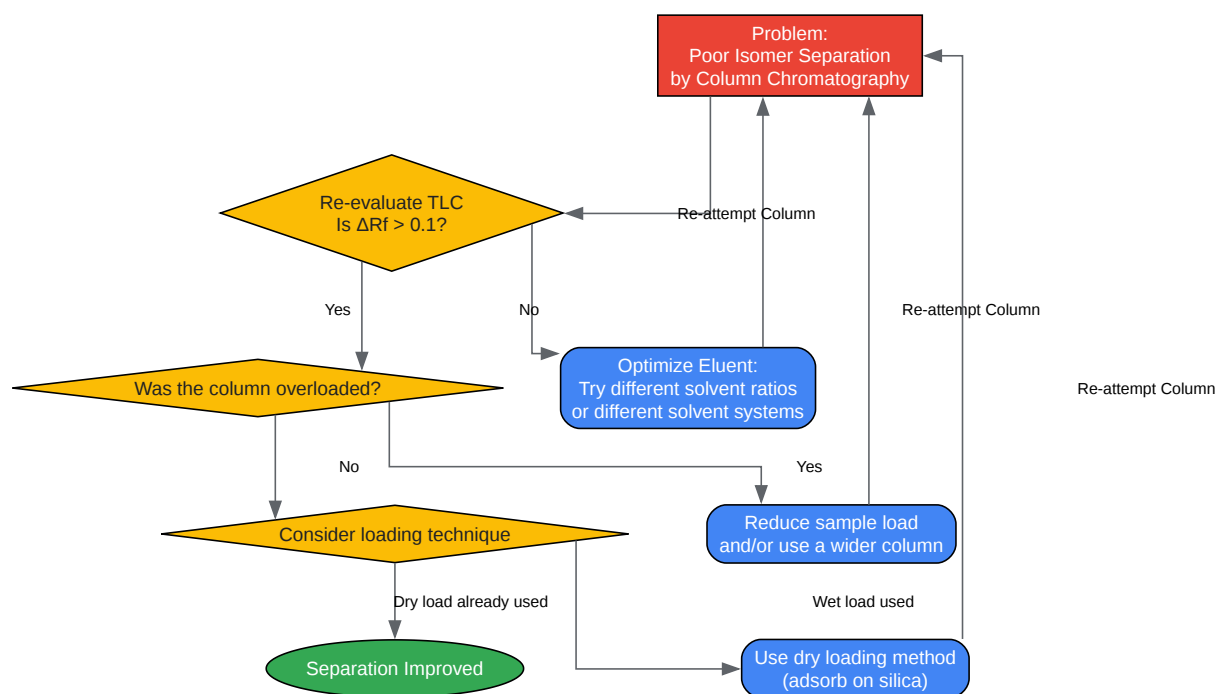 Problem:
Poor Isomer Separation
by Column Chromatography
Re-evaluate TLC
Is ΔRf > 0.1?
Re-attempt Column
Yes
No
Re-attempt Column
Optimize Eluent:
Try different solvent ratios
or different solvent systems
Was the column overloaded?
Re-attempt Column
No
Yes
Reduce sample load
and/or use a wider column
Consider loading technique
Dry load already used
Wet load used
Separation Improved
Use dry loading method
(adsorb on silica)